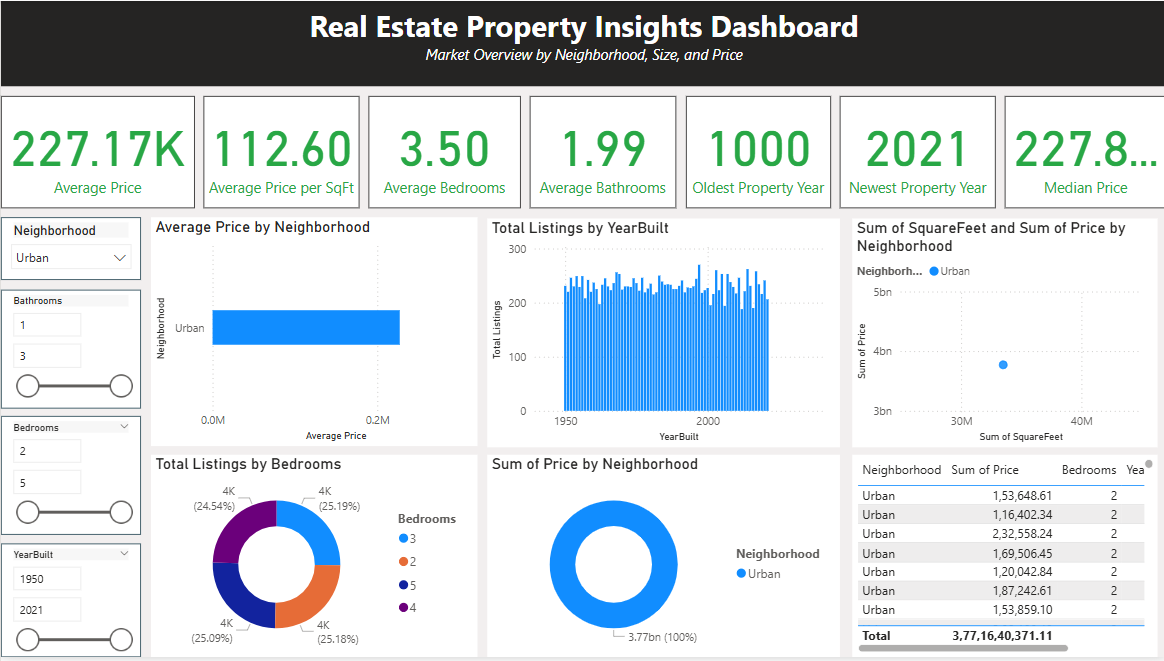 Real Estate Property Insights Dashboard
Market Overview by Neighborhood, Size, and Price
227.17K
Average Price
112.60
Average Price per SqFt
3.50
Average Bedrooms
1.99
Average Bathrooms
1000
Oldest Property Year
2021
Newest Property Year
227.8...
Median Price
Neighborhood
Urban
Bathrooms
1
3
Bedrooms
2
5
YearBuilt
1950
2021
Average Price by Neighborhood
Neighborhood
Urban
0.0M 0.2M
Average Price
Total Listings by YearBuilt
Total Listings
300
200
100
0
1950 2000
YearBuilt
Sum of SquareFeet and Sum of Price by
Neighborhood
Neighborh... Urban
Sum of Price
5bn
4bn
3bn
30M 40M
Sum of SquareFeet
Total Listings by Bedrooms
4K
(24.54%)
4K
(25.19%)
4K
(25.09%)
4K
(25.18%)
Bedrooms
3
2
5
4
Sum of Price by Neighborhood
3.77bn (100%)
Neighborhood
Urban
Neighborhood Sum of Price Bedrooms Yea
Urban 1,53,648.61 2
Urban 1,16,402.34 2
Urban 2,32,558.24 2
Urban 1,69,506.45 2
Urban 1,20,042.84 2
Urban 1,87,242.61 2
Urban 1,53,859.10 2
Total 3,77,16,40,371.11